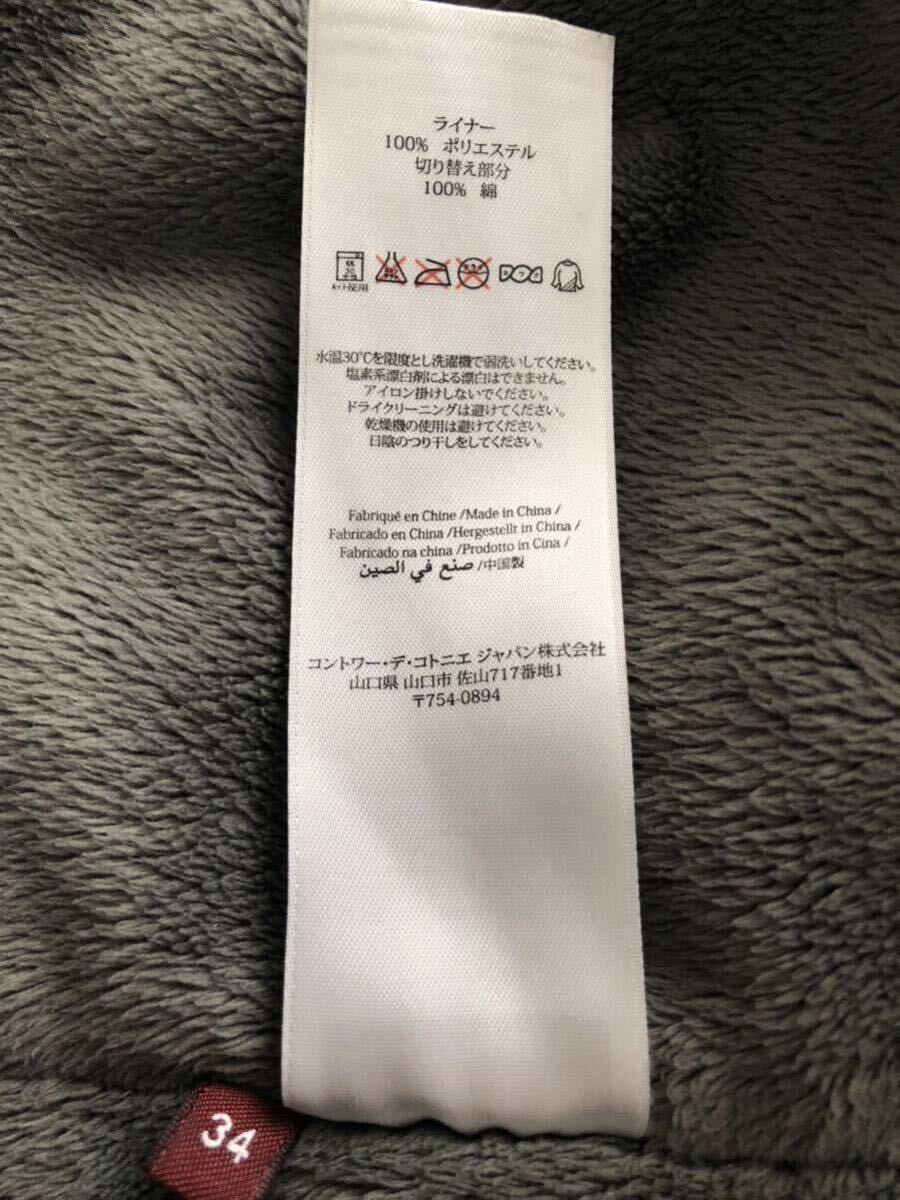 ライナー
100% ポリエステル
切り替え部分
100% 綿
ネット使用
水温30℃を限度とし洗濯機で弱洗いしてください。
塩素系漂白剤による漂白はできません。
アイロン掛けしないでください。
ドライクリーニングは避けてください。
乾燥機の使用は避けてください。
日陰のつり干しをしてください。
Fabriqué en Chine /Made in China /
Fabricado en China /Hergestellt in China /
Fabricado na china /Prodotto in Cina /
صنع في الصين /中国製
コントワー・デ・コトニエ ジャパン株式会社
山口県 山口市 佐山717番地1
〒754-0894
34